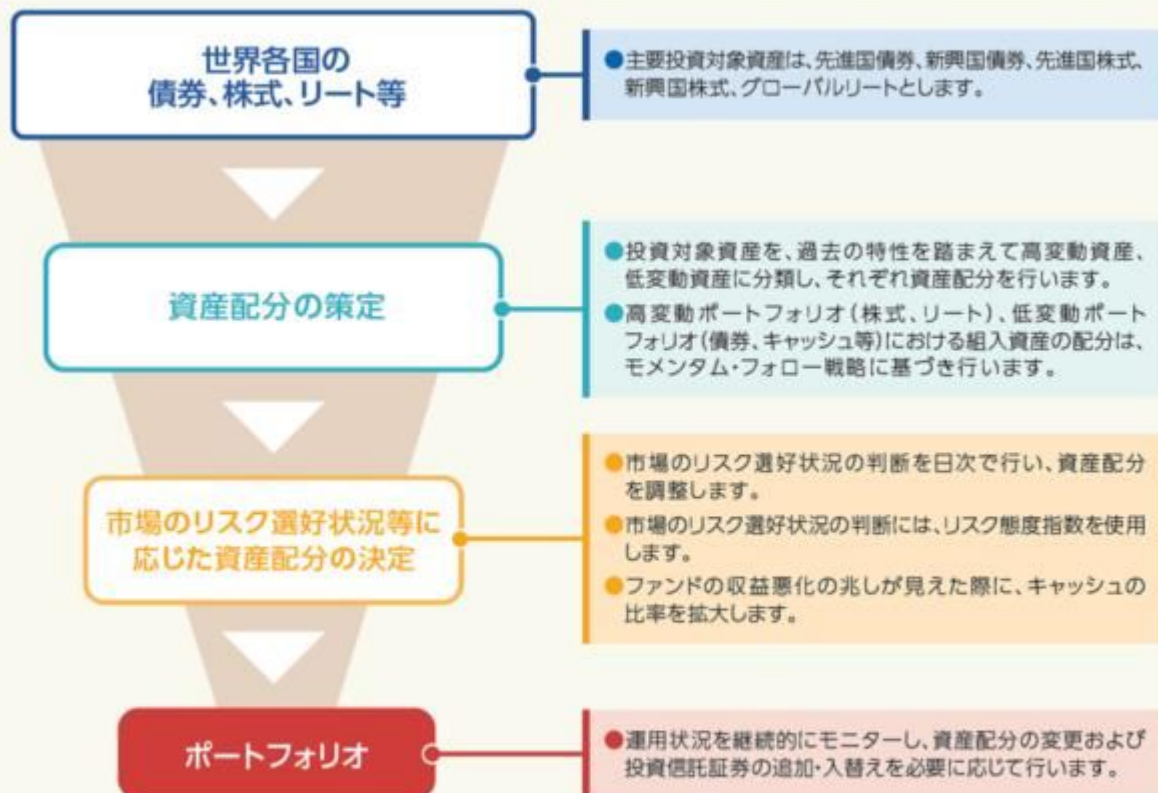 世界各国の
債券、株式、リート等
●主要投資対象資産は、先進国債券、新興国債券、先進国株式、
新興国株式、グローバルリートとします。
資産配分の策定
●投資対象資産を、過去の特性を踏まえて高変動資産、
低変動資産に分類し、それぞれ資産配分を行います。
●高変動ポートフォリオ(株式、リート)、低変動ポート
フォリオ(債券、キャッシュ等)における組入資産の配分は、
モメンタム・フォロー戦略に基づき行います。
市場のリスク選好状況等に
応じた資産配分の決定
●市場のリスク選好状況の判断を日次で行い、資産配分
を調整します。
●市場のリスク選好状況の判断には、リスク態度指数を使用
します。
●ファンドの収益悪化の兆しが見えた際に、キャッシュの
比率を拡大します。
ポートフォリオ
●運用状況を継続的にモニターし、資産配分の変更および
投資信託証券の追加・入替えを必要に応じて行います。